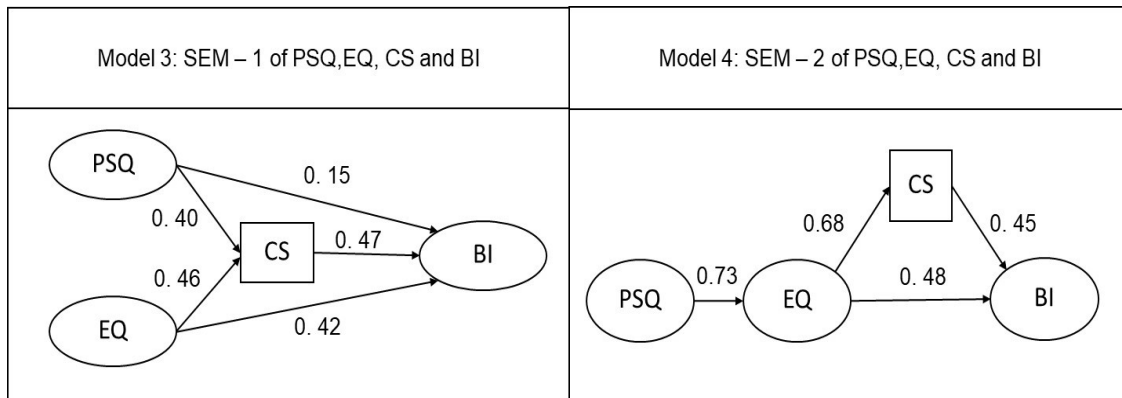 Model 3: SEM – 1 of PSQ,EQ, CS and BI
Model 4: SEM – 2 of PSQ,EQ, CS and BI
PSQ
0. 15
0. 40
CS
0. 47
BI
0. 46
EQ
0. 42
CS
0.68
0. 45
PSQ
0.73
EQ
0. 48
BI